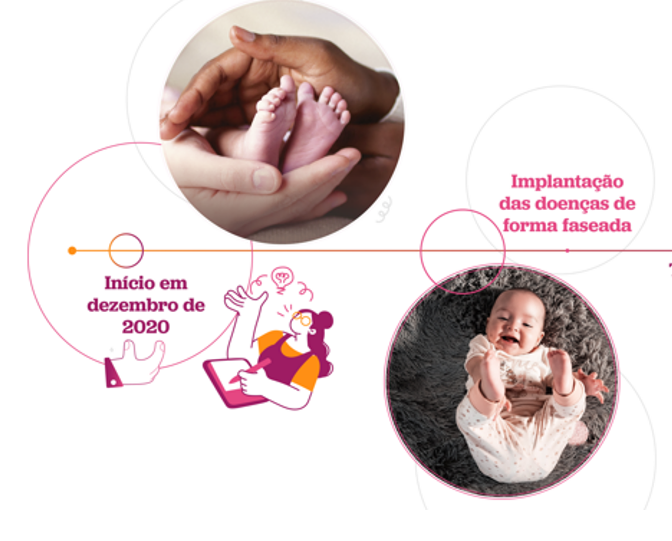 Implantação
das doenças de
forma faseada
Início em
dezembro de
2020